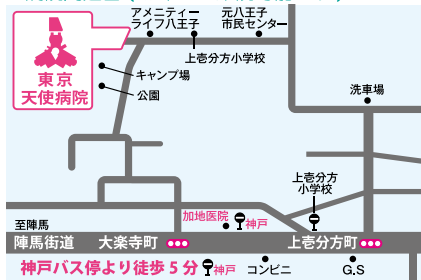 アメニティー
ライフ八王子
元八王子
市民センター
上壱分方小学校
東京
天使病院
キャンプ場
公園
洗車場
上壱分方
小学校
加地医院
神戸
至陣馬
陣馬街道
大楽寺町
上壱分方町
神戸バス停より徒歩5分
神戸
コンビニ
G.S